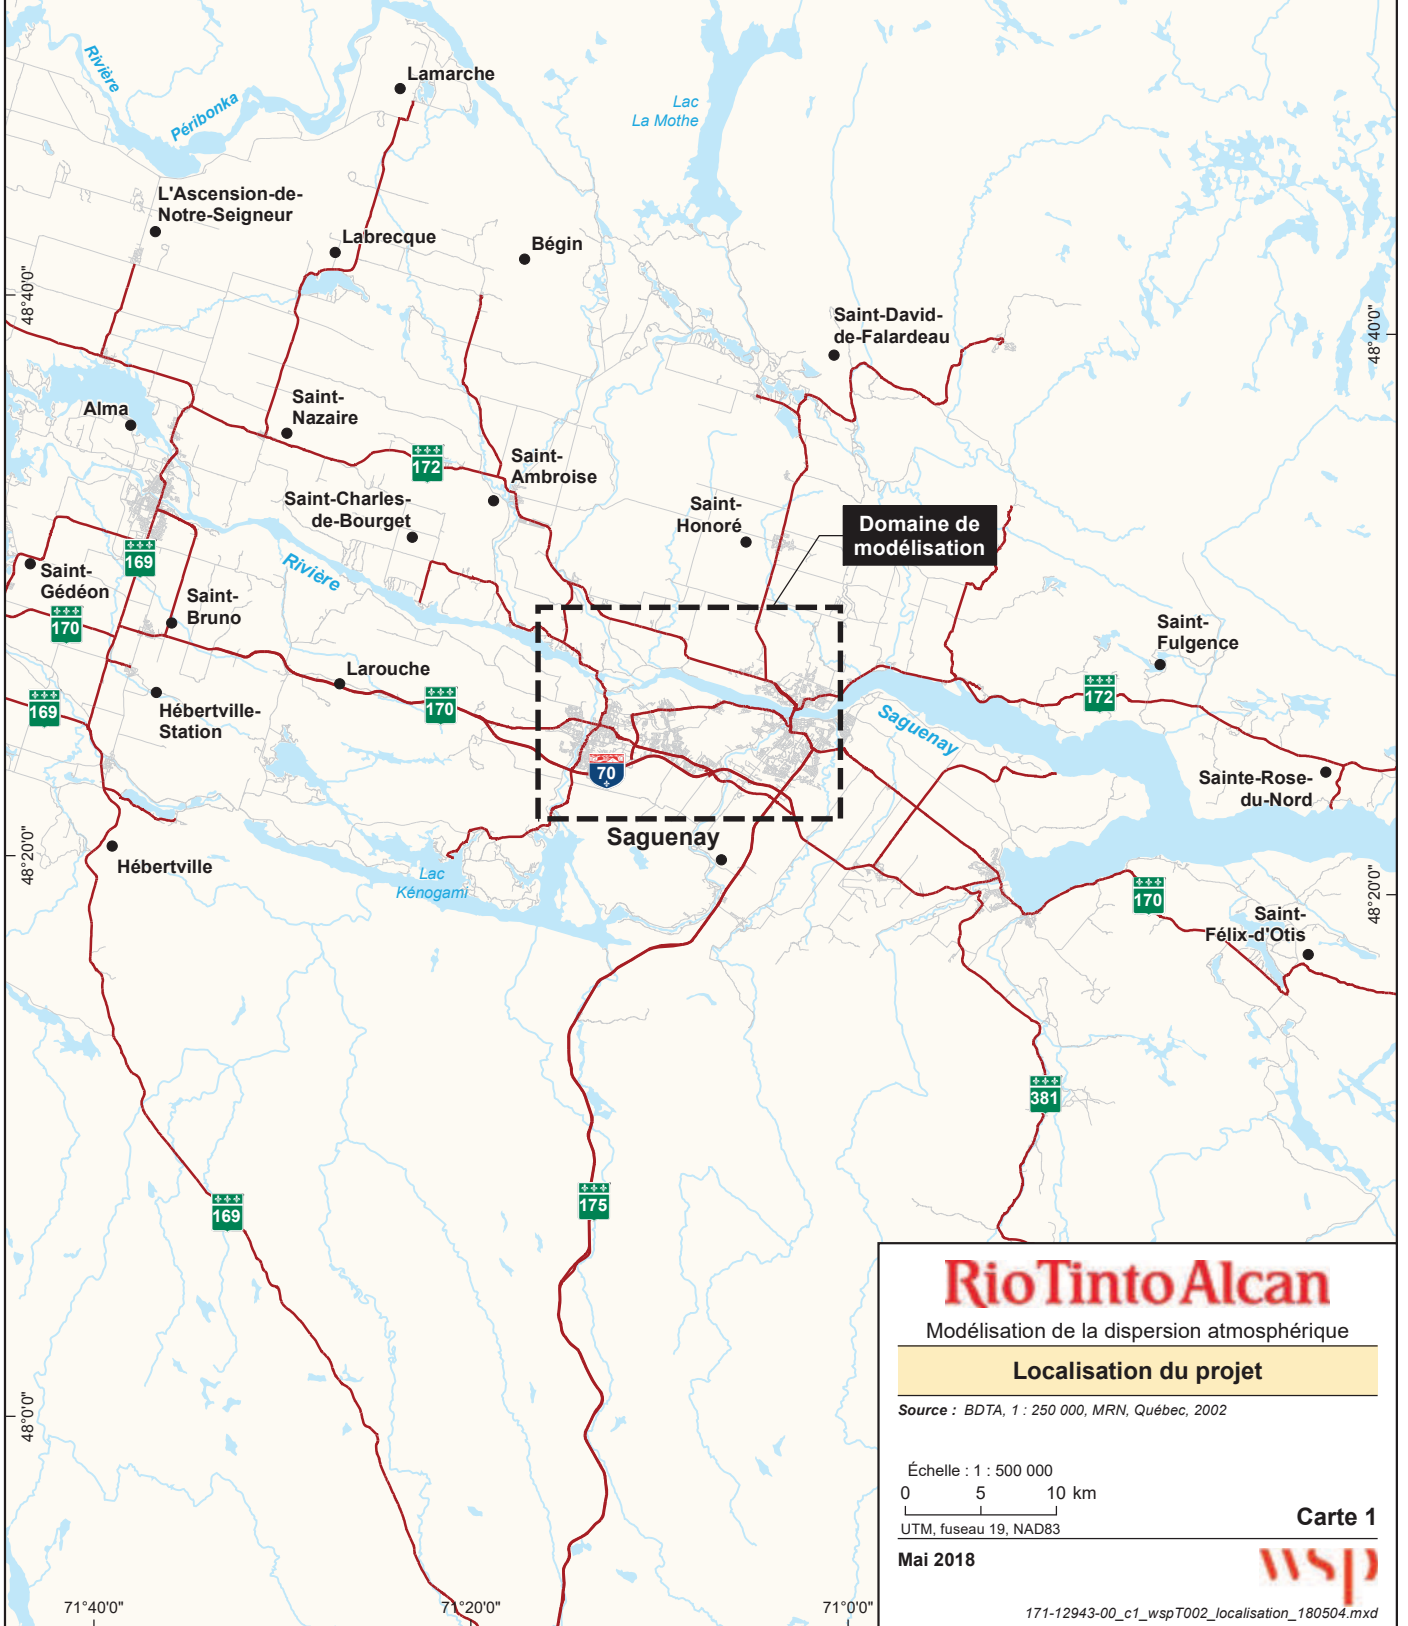 Lamarche
Rivière
Péribonka
Lac
La Mothe
L'Ascension-de-
Notre-Seigneur
Labrecque
Bégin
48°40'0"
Saint-David-
de-Falardeau
48°40'0"
Alma
Saint-
Nazaire
172
Saint-
Ambroise
Saint-Charles-
de-Bourget
Saint-
Honoré
Domaine de
modélisation
169
Saint-
Gédéon
Rivière
Saint-
Bruno
170
Saint-
Fulgence
Larouche
169
Hébertville-
Station
170
172
Saguenay
70
Sainte-Rose-
du-Nord
Saguenay
48°20'0"
Hébertville
Lac
Kénogami
170
48°20'0"
Saint-
Félix-d'Otis
381
169
175
48°0'0"
71°40'0"
71°20'0"
71°0'0"
RioTinto Alcan
Modélisation de la dispersion atmosphérique
Localisation du projet
Source : BDTA, 1 : 250 000, MRN, Québec, 2002
Échelle : 1 : 500 000
0 5 10 km
UTM, fuseau 19, NAD83
Carte 1
Mai 2018
wsp
171-12943-00_c1_wspT002_localisation_180504.mxd